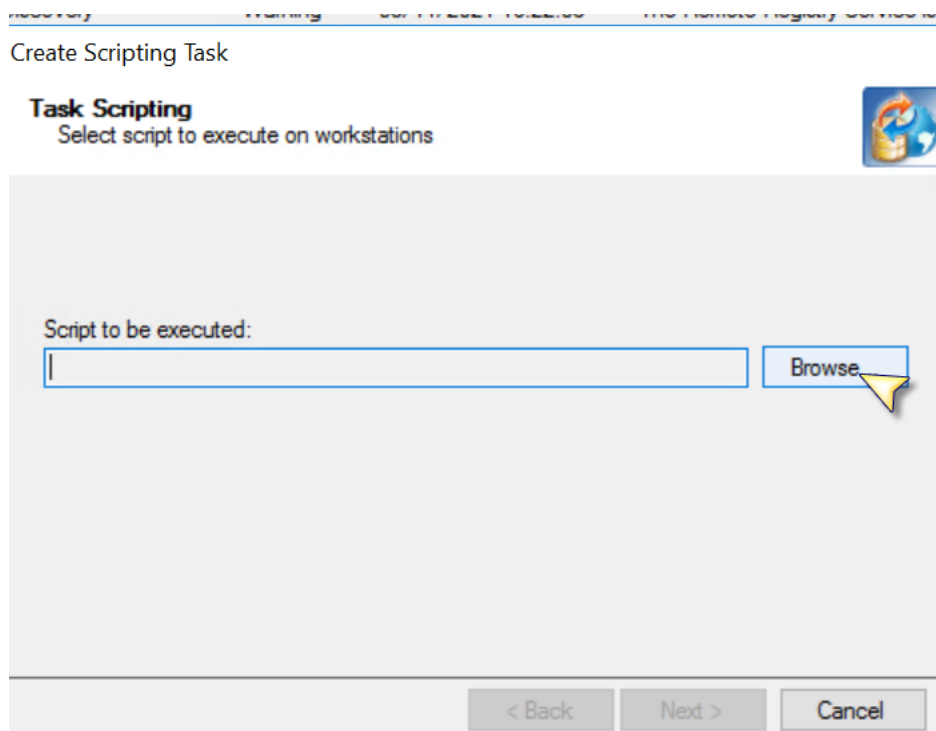 Create Scripting Task
Task Scripting
Select script to execute on workstations
Script to be executed:
Browse
< Back Next > Cancel